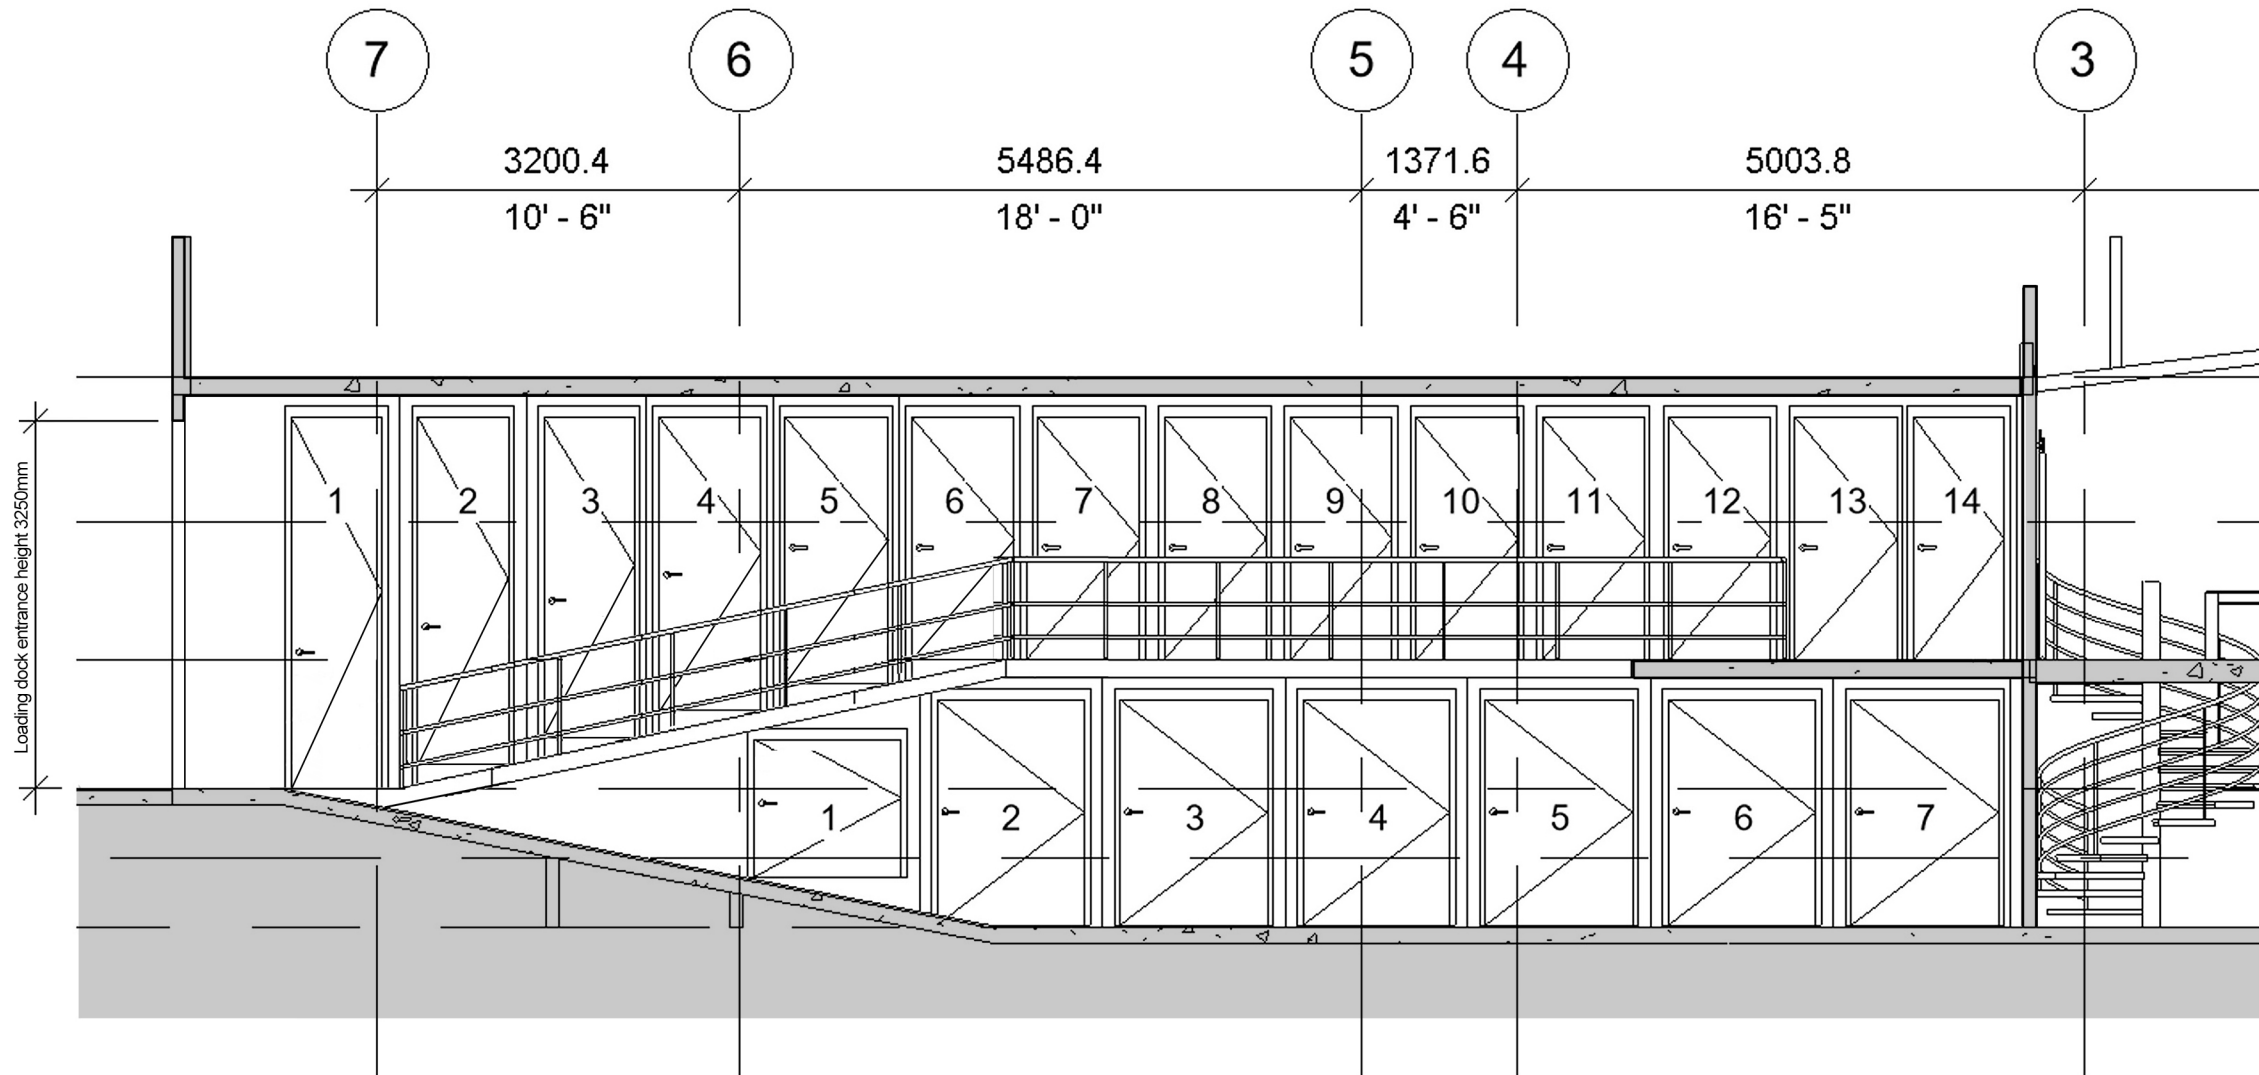 7 6 5 4 3
3200.4 5486.4 1371.6 5003.8
10' - 6" 18' - 0" 4' - 6" 16' - 5"
Loading dock entrance height 3250mm
1 2 3 4 5 6 7 8 9 10 11 12 13 14
1 2 3 4 5 6 7